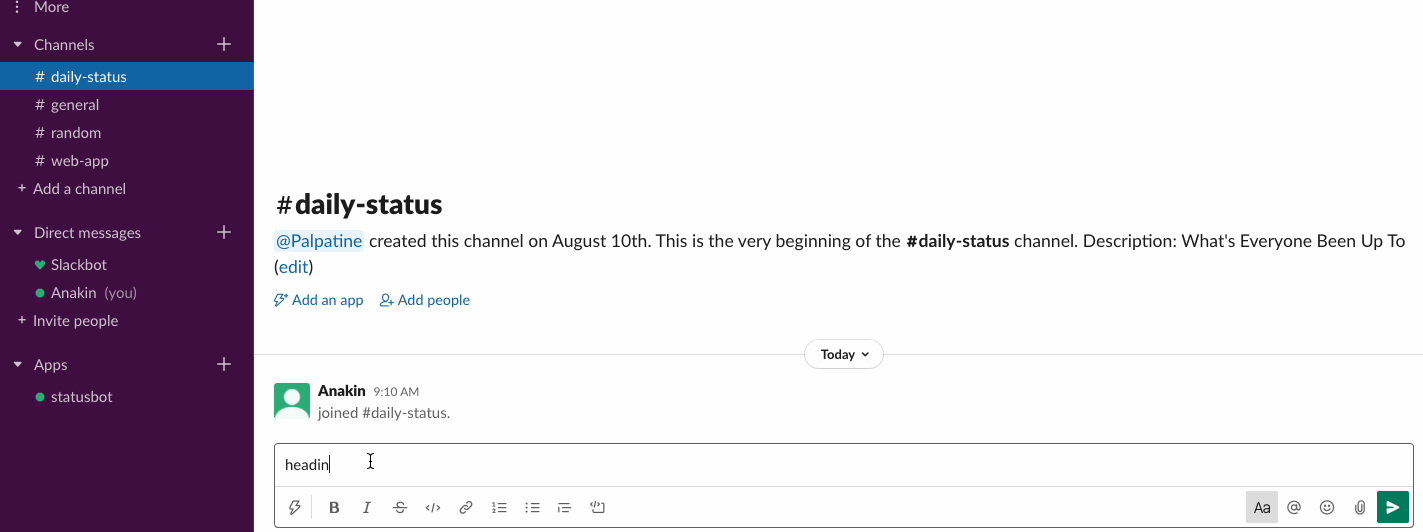 More
Channels
# daily-status
# general
# random
# web-app
+ Add a channel
Direct messages
Slackbot
Anakin (you)
+ Invite people
Apps
statusbot
#daily-status
@Palpatine created this channel on August 10th. This is the very beginning of the #daily-status channel. Description: What's Everyone Been Up To
(edit)
Add an app Add people
Today
Anakin 9:10 AM
joined #daily-status.
headin
B I S </> Aa @